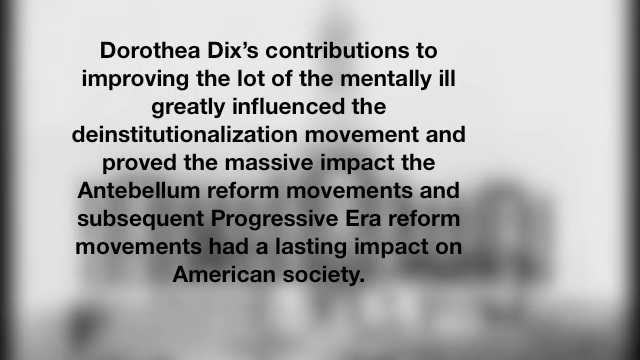 Dorothea Dix’s contributions to
improving the lot of the mentally ill
greatly influenced the
deinstitutionalization movement and
proved the massive impact the
Antebellum reform movements and
subsequent Progressive Era reform
movements had a lasting impact on
American society.